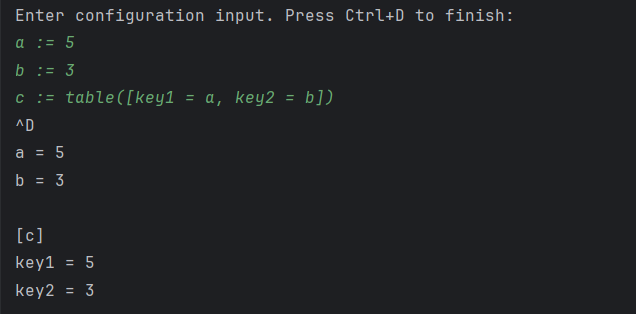 Enter configuration input. Press Ctrl+D to finish:
a := 5
b := 3
c := table([key1 = a, key2 = b])
^D
a = 5
b = 3
[c]
key1 = 5
key2 = 3